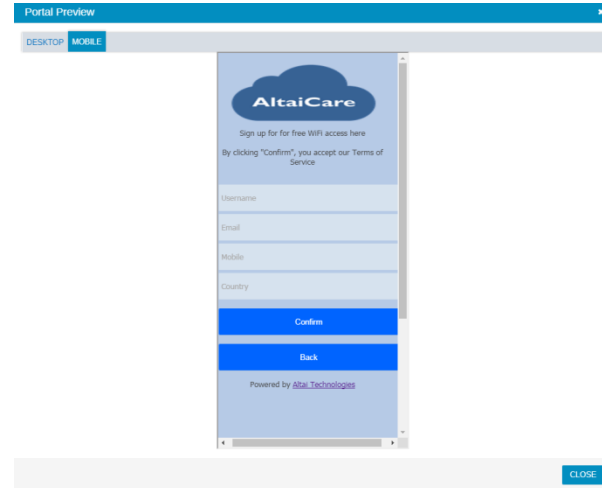 Portal Preview
DESKTOP MOBILE
AltaiCare
Sign up for for free WiFi access here
By clicking "Confirm", you accept our Terms of
Service
Username
Email
Mobile
Country
Confirm
Back
Powered by Altai Technologies
CLOSE